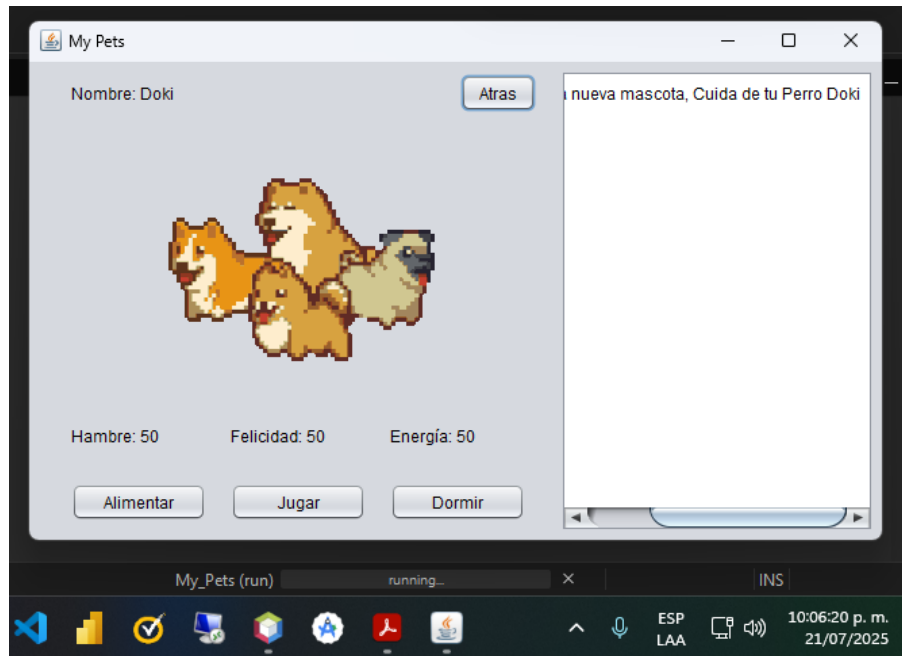 My Pets
Nombre: Doki
Atras
nueva mascota, Cuida de tu Perro Doki
Hambre: 50
Felicidad: 50
Energía: 50
Alimentar
Jugar
Dormir
My_Pets (run)
running...
INS
ESP
LAA
10:06:20 p. m.
21/07/2025